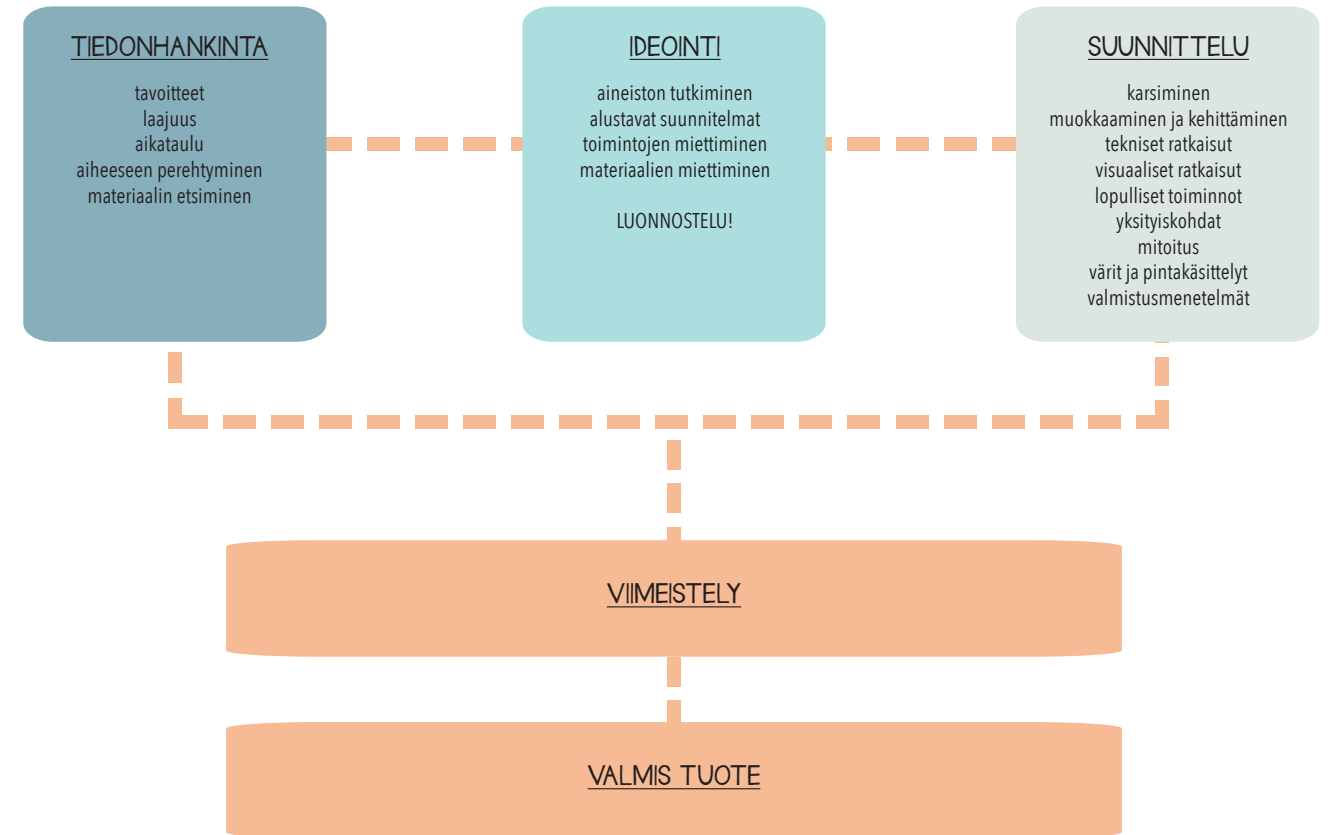 TIEDONHANKINTA
tavoitteet
laajuus
aikataulu
aiheeseen perehtyminen
materiaalin etsiminen
IDEOINTI
aineiston tutkiminen
alustavat suunnitelmat
toimintojen miettiminen
materiaalien miettiminen
LUONNOSTELU!
SUUNNITTELU
karsiminen
muokkaaminen ja kehittäminen
tekniset ratkaisut
visuaaliset ratkaisut
lopulliset toiminnot
yksityiskohdat
mitoitus
värit ja pintakäsittelyt
valmistusmenetelmät
VIIMEISTELY
VALMIS TUOTE